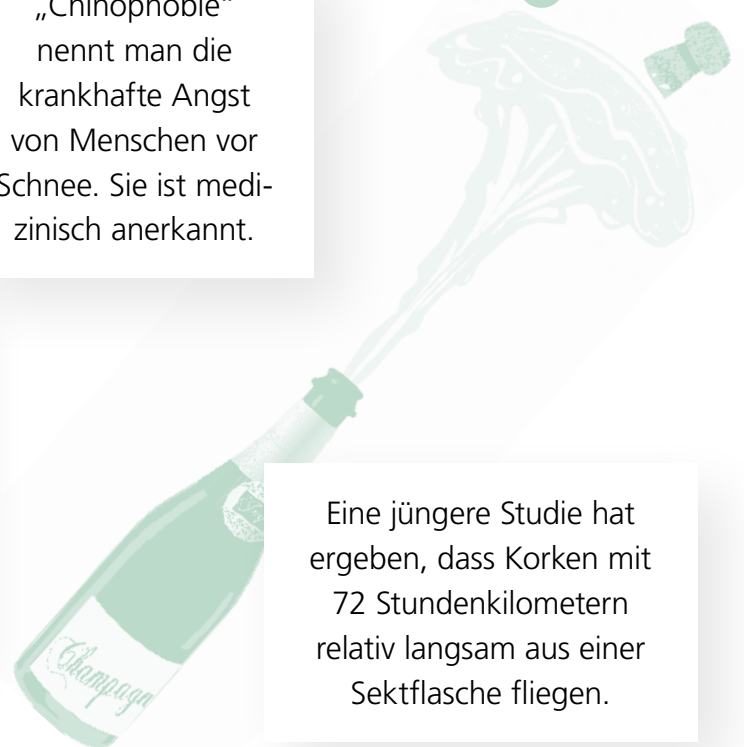 „Chinophobie“
nennt man die
krankhafte Angst
von Menschen vor
Schnee. Sie ist medi-
zinisch anerkannt.
Eine jüngere Studie hat
ergeben, dass Korken mit
72 Stundenkilometern
relativ langsam aus einer
Sektflasche fliegen.
Champagn